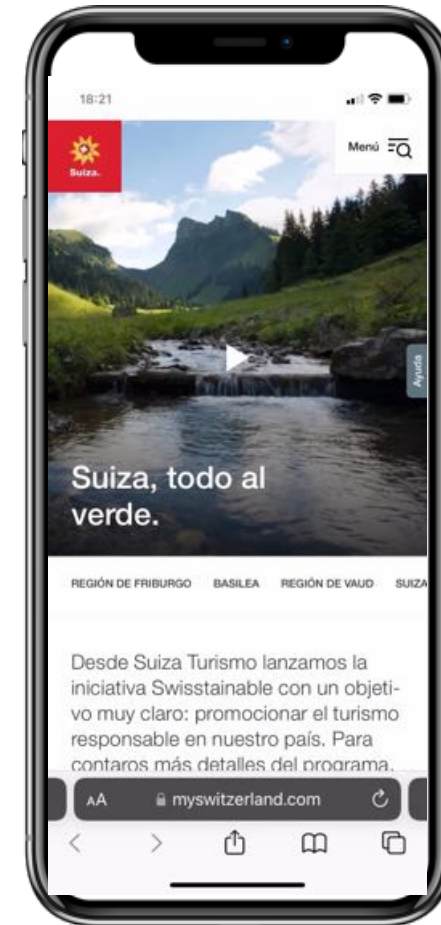 18:21
Suiza.
Menú
Ayuda
Suiza, todo al
verde.
REGIÓN DE FRIBURGO BASILEA REGIÓN DE VAUD SUIZA
Desde Suiza Turismo lanzamos la
iniciativa Swisstainable con un objeti-
vo muy claro: promocionar el turismo
responsable en nuestro país. Para
contaros más detalles del programa,
AA myswitzerland.com